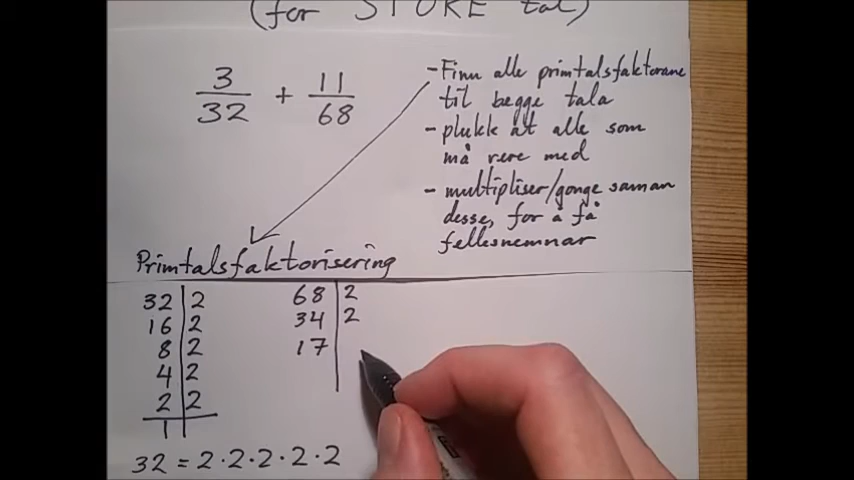 (for STORE tal)
3/32 + 11/68
- Finn alle primtalsfaktorane
til begge tala
- plukk ut alle som
må vere med
- multipliser/gonge saman
desse, for å få
fellesnemnar
Primtalsfaktorisering
32 | 2
16 | 2
8 | 2
4 | 2
2 | 2
1
32 = 2·2·2·2·2
68 | 2
34 | 2
17